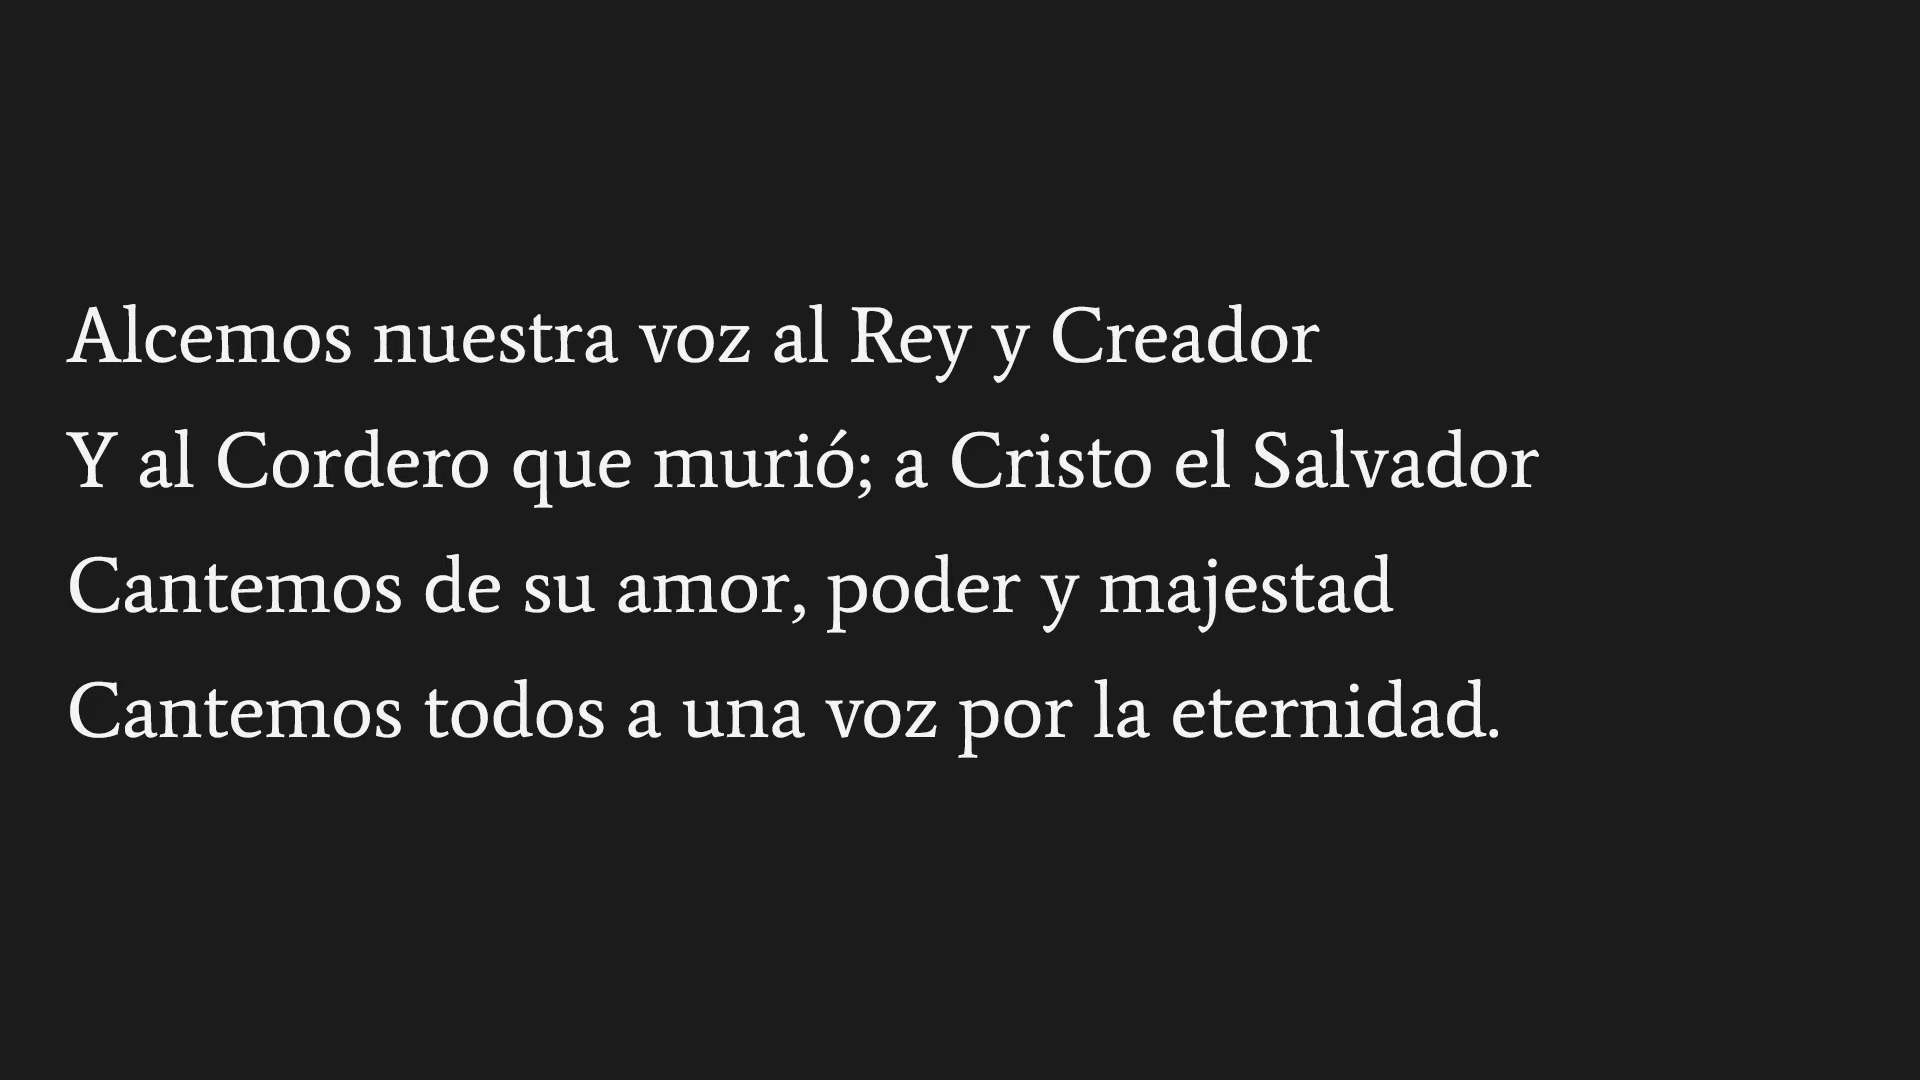 Alcemos nuestra voz al Rey y Creador
Y al Cordero que murió; a Cristo el Salvador
Cantemos de su amor, poder y majestad
Cantemos todos a una voz por la eternidad.